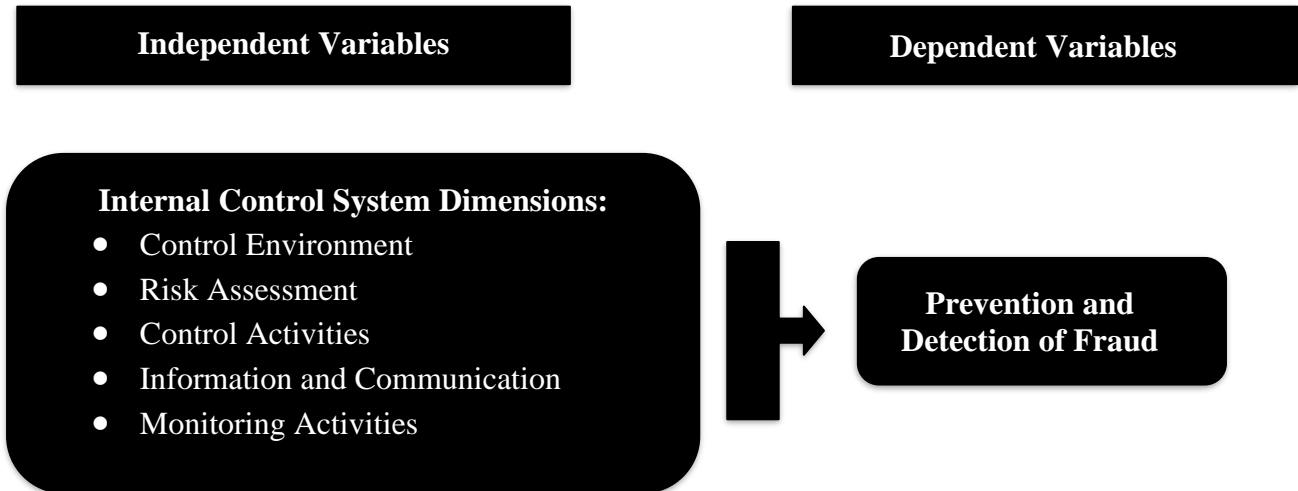 Independent Variables
Dependent Variables
Internal Control System Dimensions:
● Control Environment
● Risk Assessment
● Control Activities
● Information and Communication
● Monitoring Activities
Prevention and
Detection of Fraud